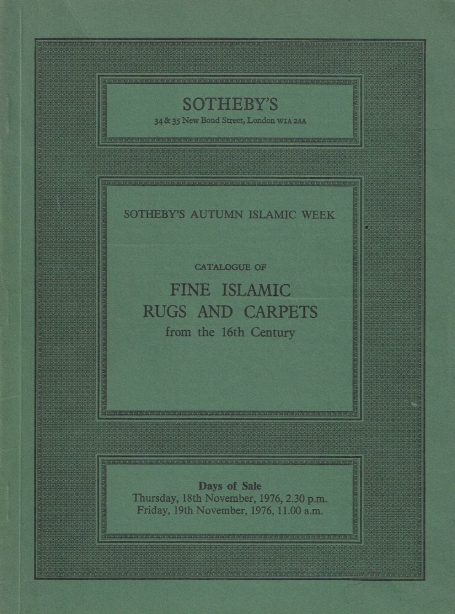 SOTHEBY'S
34 & 35 New Bond Street, London W1A 2AA
SOTHEBY'S AUTUMN ISLAMIC WEEK
CATALOGUE OF
FINE ISLAMIC
RUGS AND CARPETS
from the 16th Century
Days of Sale
Thursday, 18th November, 1976, 2.30 p.m.
Friday, 19th November, 1976, 11.00 a.m.